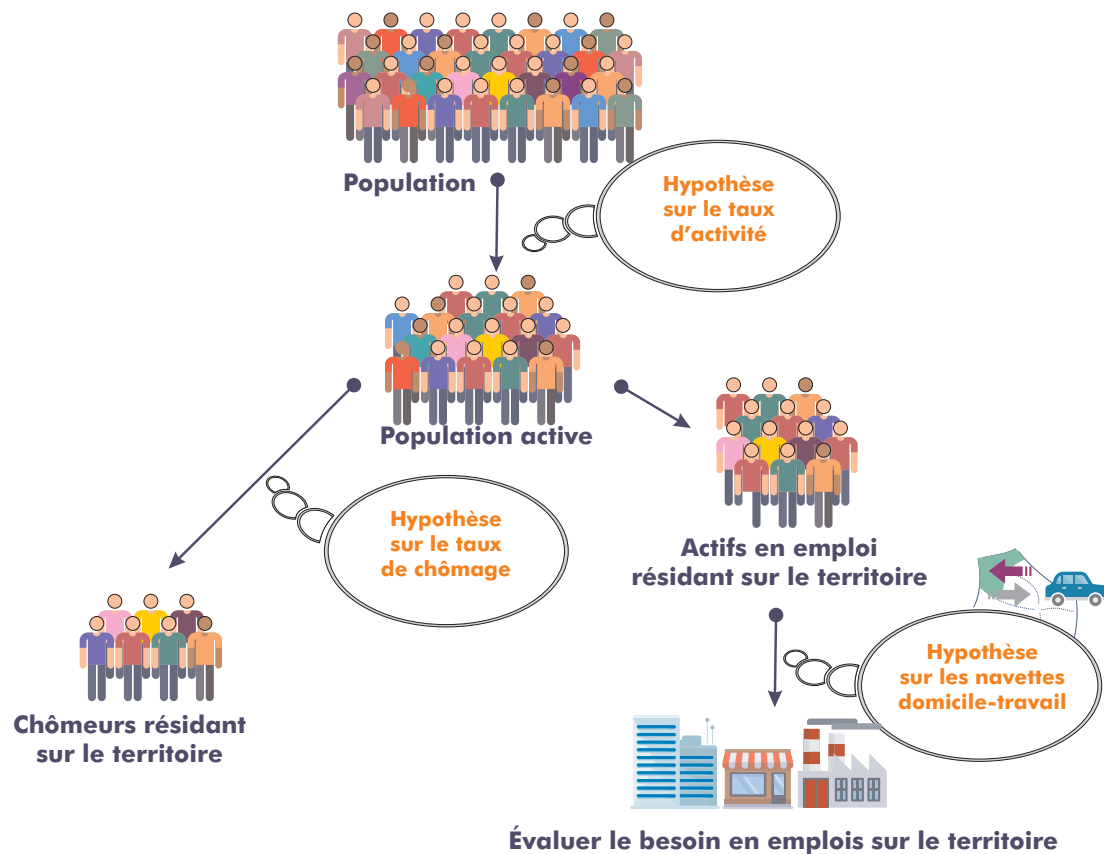 Population
Hypothèse
sur le taux
d’activité
Population active
Hypothèse
sur le taux
de chômage
Actifs en emploi
résidant sur le territoire
Chômeurs résidant
sur le territoire
Hypothèse
sur les navettes
domicile-travail
Évaluer le besoin en emplois sur le territoire